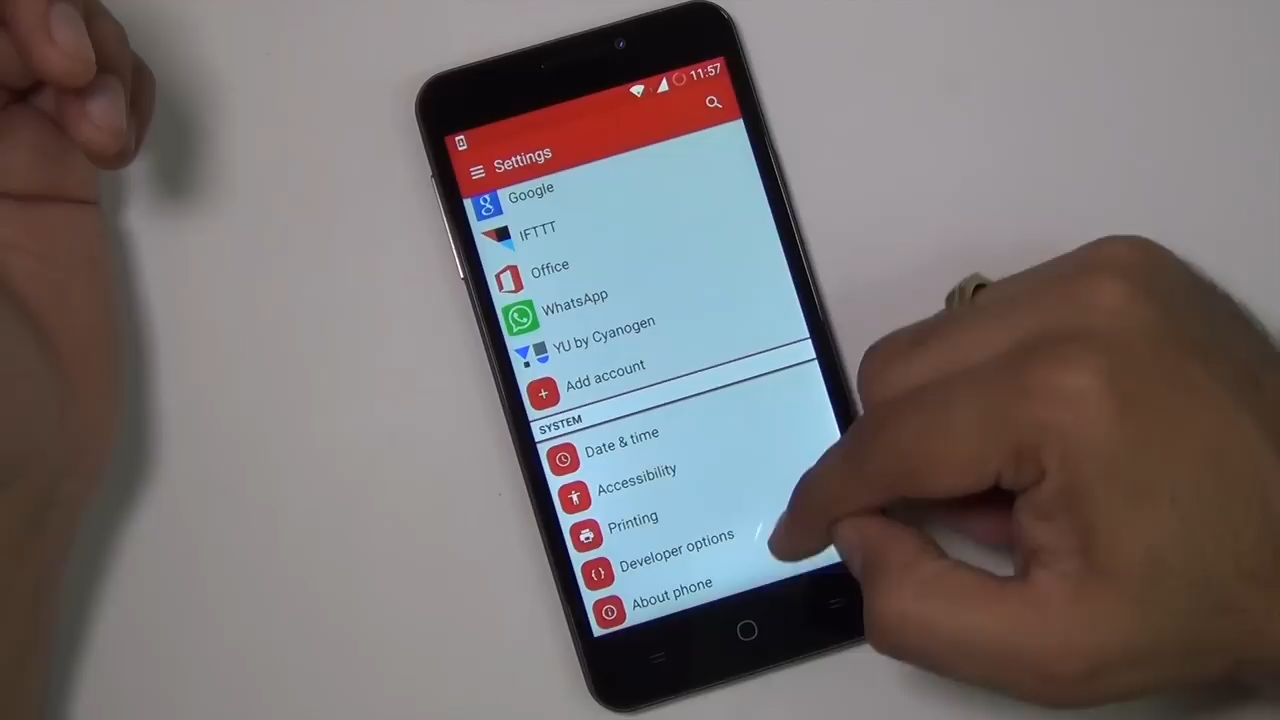 11:57
Settings
Google
IFTTT
Office
WhatsApp
YU by Cyanogen
Add account
SYSTEM
Date & time
Accessibility
Printing
Developer options
About phone